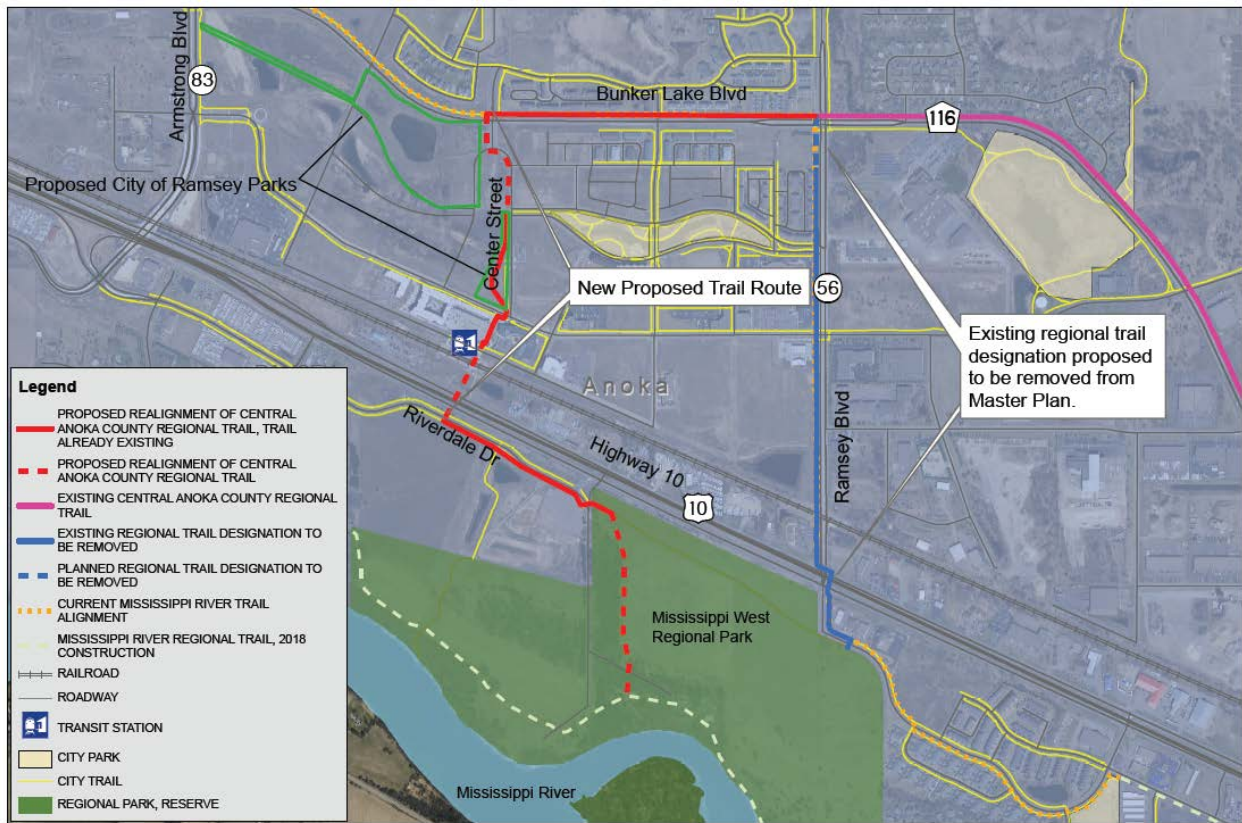 Armstrong Blvd
83
Bunker Lake Blvd
116
Proposed City of Ramsey Parks
Center Street
New Proposed Trail Route
56
Existing regional trail
designation proposed
to be removed from
Master Plan.
Anoka
Ramsey Blvd
Riverdale Dr
Highway 10
10
Mississippi West
Regional Park
Mississippi River
Legend
PROPOSED REALIGNMENT OF CENTRAL
ANOKA COUNTY REGIONAL TRAIL, TRAIL
ALREADY EXISTING
PROPOSED REALIGNMENT OF CENTRAL
ANOKA COUNTY REGIONAL TRAIL
EXISTING CENTRAL ANOKA COUNTY REGIONAL
TRAIL
EXISTING REGIONAL TRAIL DESIGNATION TO
BE REMOVED
PLANNED REGIONAL TRAIL DESIGNATION TO
BE REMOVED
CURRENT MISSISSIPPI RIVER TRAIL
ALIGNMENT
MISSISSIPPI RIVER REGIONAL TRAIL, 2018
CONSTRUCTION
RAILROAD
ROADWAY
TRANSIT STATION
CITY PARK
CITY TRAIL
REGIONAL PARK, RESERVE